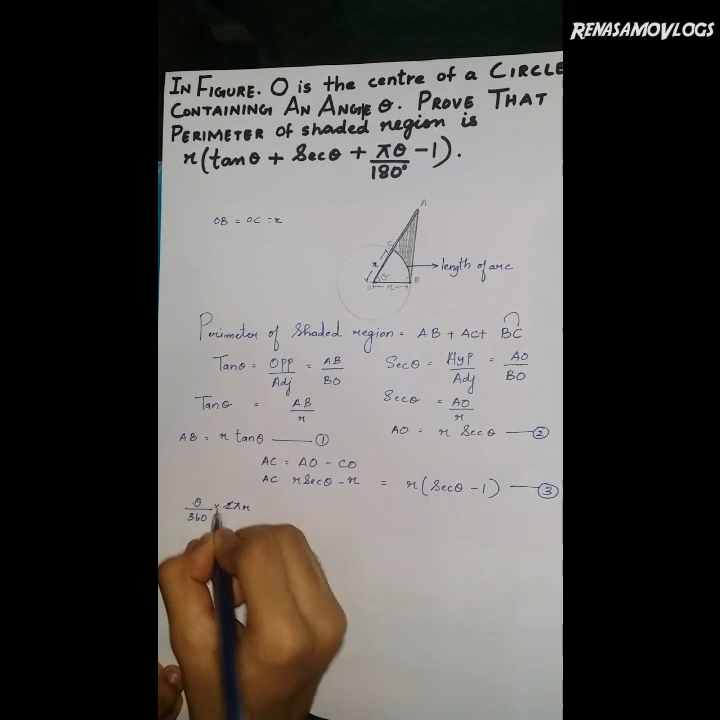 RENASAMOVLOGS
IN FIGURE. O is the centre of a CIRCLE
CONTAINING AN ANGLE θ. PROVE THAT
PERIMETER of shaded region is
r(tanθ + Secθ + πθ/180° - 1).
OB = OC = r
A
C
r
θ
O
r
B
length of arc
Perimeter of Shaded region = AB + AC + BC
Tanθ = OPP/Adj = AB/BO
Secθ = Hyp/Adj = AO/BO
Tanθ = AB/r
Secθ = AO/r
AB = r tanθ — ①
AO = r Secθ — ②
AC = AO - CO
AC rSecθ - r = r(Secθ - 1) — ③
θ/360 × 2πr